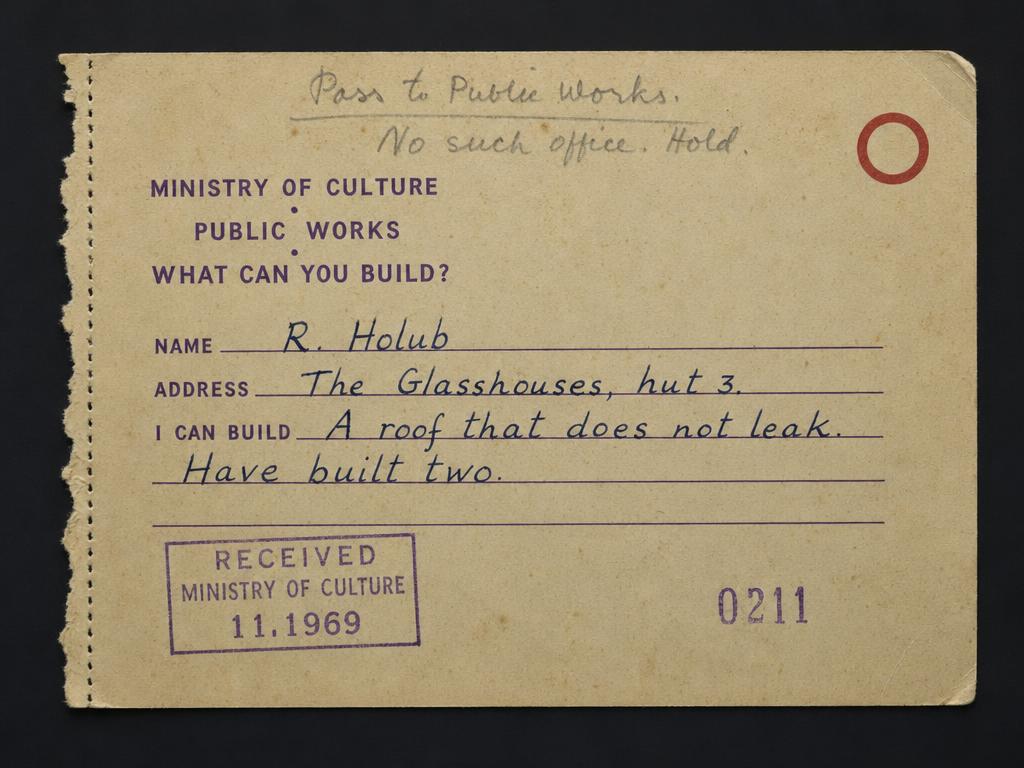 Pass to Public Works.
No such office. Hold.
MINISTRY OF CULTURE
PUBLIC WORKS
WHAT CAN YOU BUILD?
NAME R. Holub
ADDRESS The Glasshouses, hut 3.
I CAN BUILD A roof that does not leak.
Have built two.
RECEIVED
MINISTRY OF CULTURE
11.1969
0211